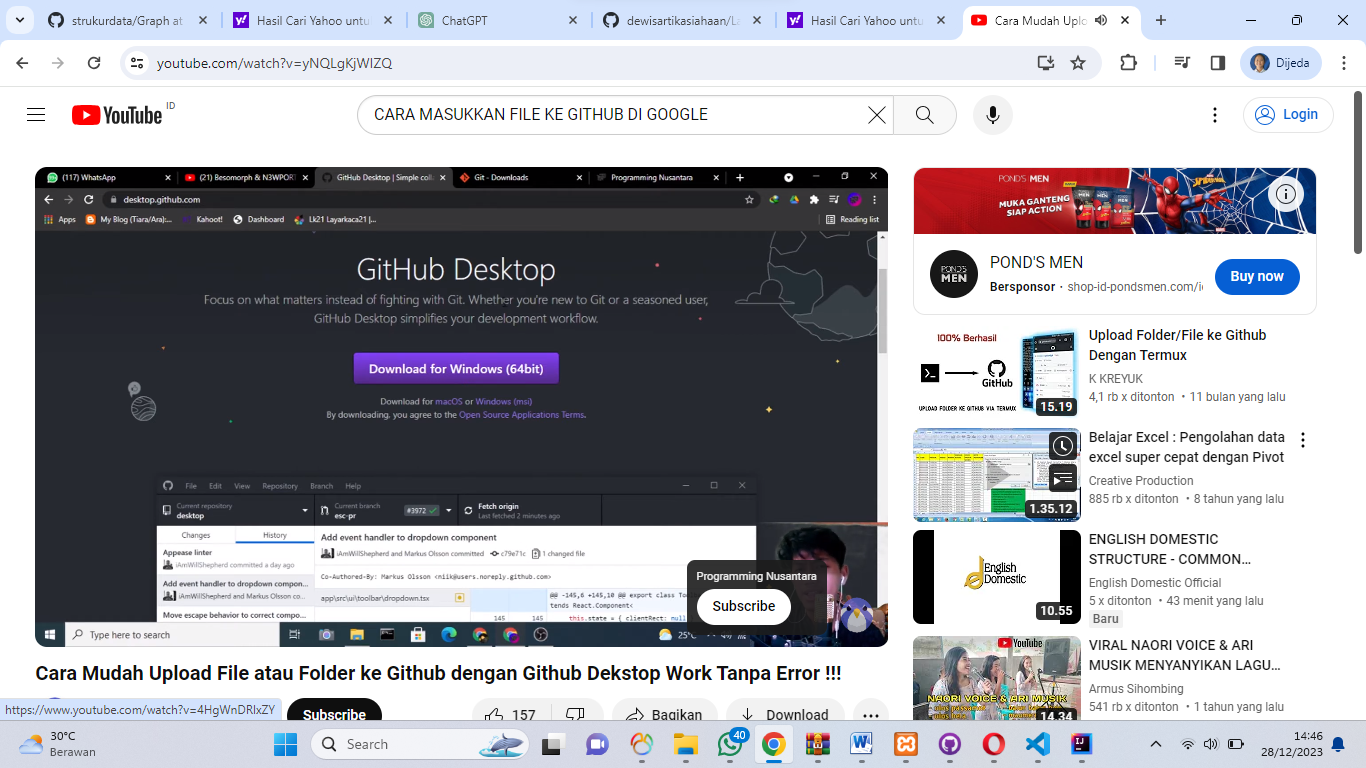 strukurdata/Graph at
Hasil Cari Yahoo untu
ChatGPT
dewisartikasiahaan/La
Hasil Cari Yahoo untu
Cara Mudah Uplo
youtube.com/watch?v=yNQLgKjWIZQ
Dijeda
YouTube ID
CARA MASUKKAN FILE KE GITHUB DI GOOGLE
Login
(117) WhatsApp
(21) Besomorph & N3WPORT
GitHub Desktop | Simple coll
Git - Downloads
Programming Nusantara
desktop.github.com
Apps
My Blog (Tiara/Ara):...
Kahoot!
Dashboard
Lk21 Layarkaca21 |...
Reading list
GitHub Desktop
Focus on what matters instead of fighting with Git. Whether you're new to Git or a seasoned user,
GitHub Desktop simplifies your development workflow.
Download for Windows (64bit)
Download for macOS or Windows (msi)
By downloading, you agree to the Open Source Applications Terms.
File Edit View Repository Branch Help
Current repository
desktop
Current branch
esc-pr
#3972
Fetch origin
Last fetched 2 minutes ago
Changes
History
Appease linter
iAmWillShepherd committed a day ago
Add event handler to dropdown compon...
iAmWillShepherd and Markus Olsson co...
Move escape behavior to correct compo...
Add event handler to dropdown component
iAmWillShepherd and Markus Olsson committed
c79e71c
1 changed file
Co-Authored-By: Markus Olsson <niik@users.noreply.github.com>
app\src\ui\toolbar\dropdown.tsx
@@ -145,6 +145,10 @@ export class Too
tends React.Component<
145 145
this.state = { clientRect: null
Programming Nusantara
Subscribe
Type here to search
25°C
Cara Mudah Upload File atau Folder ke Github dengan Github Dekstop Work Tanpa Error !!!
https://www.youtube.com/watch?v=4HgWnDRIxZY
Subscribe
157
Bagikan
Download
POND'S MEN
MUKA GANTENG
SIAP ACTION
SPIDER-MAN
POND'S
MEN
POND'S MEN
Bersponsor · shop-id-pondsmen.com/i
Buy now
100% Berhasil
GitHub
UPLOAD FOLDER KE GITHUB VIA TERMUX
15.19
Upload Folder/File ke Github
Dengan Termux
K KREYUK
4,1 rb x ditonton • 11 bulan yang lalu
1.35.12
Belajar Excel : Pengolahan data
excel super cepat dengan Pivot
Creative Production
885 rb x ditonton • 8 tahun yang lalu
English
Domestic
10.55
ENGLISH DOMESTIC
STRUCTURE - COMMON...
English Domestic Official
5 x ditonton • 43 menit yang lalu
Baru
YouTube
NAORI VOICE & ARI MUSIK
14.34
VIRAL NAORI VOICE & ARI
MUSIK MENYANYIKAN LAGU...
Armus Sihombing
541 rb x ditonton • 1 tahun yang lalu
30°C
Berawan
Search
40
14:46
28/12/2023